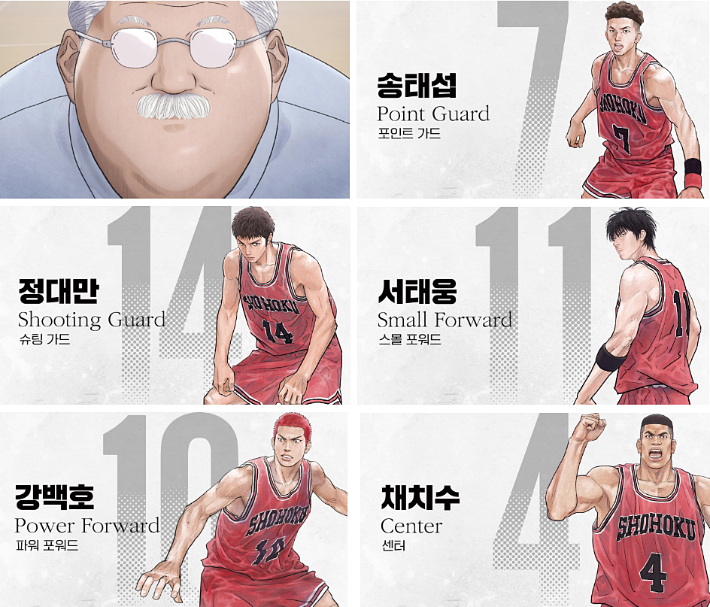 7
송태섭
Point Guard
포인트 가드
SHOHOKU
7
14
정대만
Shooting Guard
슈팅 가드
SHOHOKU
14
11
서태웅
Small Forward
스몰 포워드
11
10
강백호
Power Forward
파워 포워드
SHOHOKU
10
4
채치수
Center
센터
SHOHOKU
4